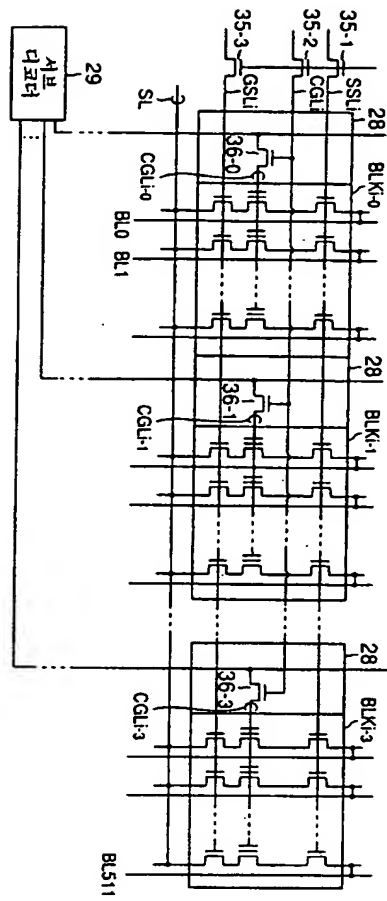 35-3
35-2
35-1
GSLi
CGLi
SSLi
29
서브
디코더
SL
28
BLKi-0
36-0
CGLi-0
BL0
BL1
28
BLKi-1
36-1
CGLi-1
28
BLKi-3
36-3
CGLi-3
BL511